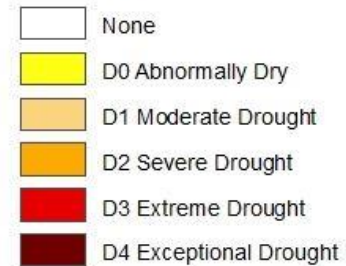 None
D0 Abnormally Dry
D1 Moderate Drought
D2 Severe Drought
D3 Extreme Drought
D4 Exceptional Drought